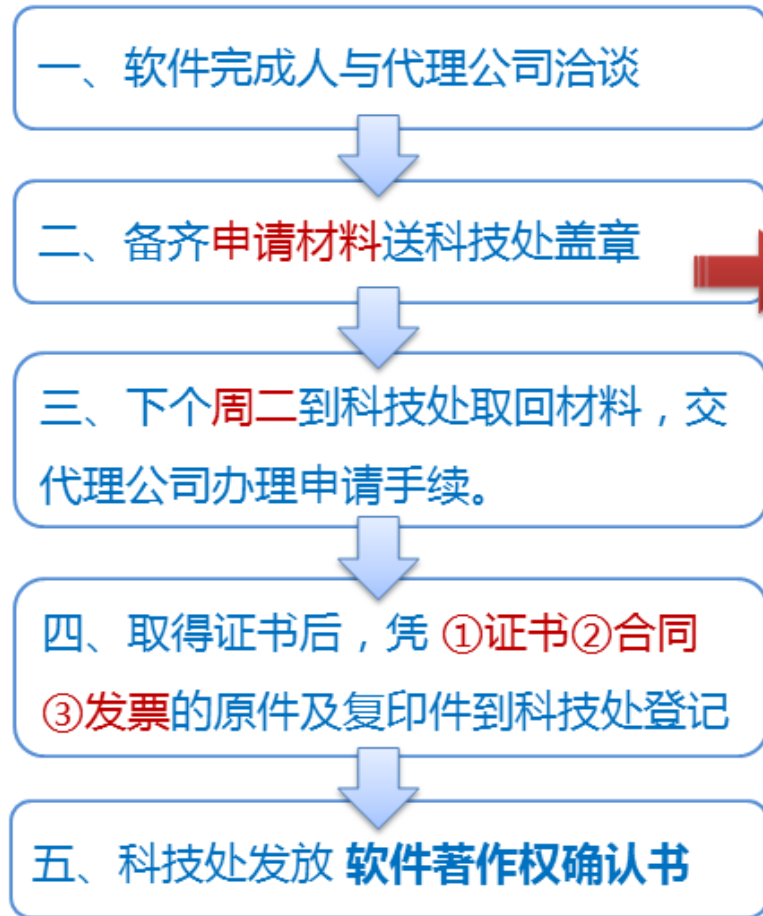 一、软件完成人与代理公司洽谈
二、备齐申请材料送科技处盖章
三、下个周二到科技处取回材料，交
代理公司办理申请手续。
四、取得证书后，凭 ①证书②合同
③发票的原件及复印件到科技处登记
五、科技处发放 软件著作权确认书